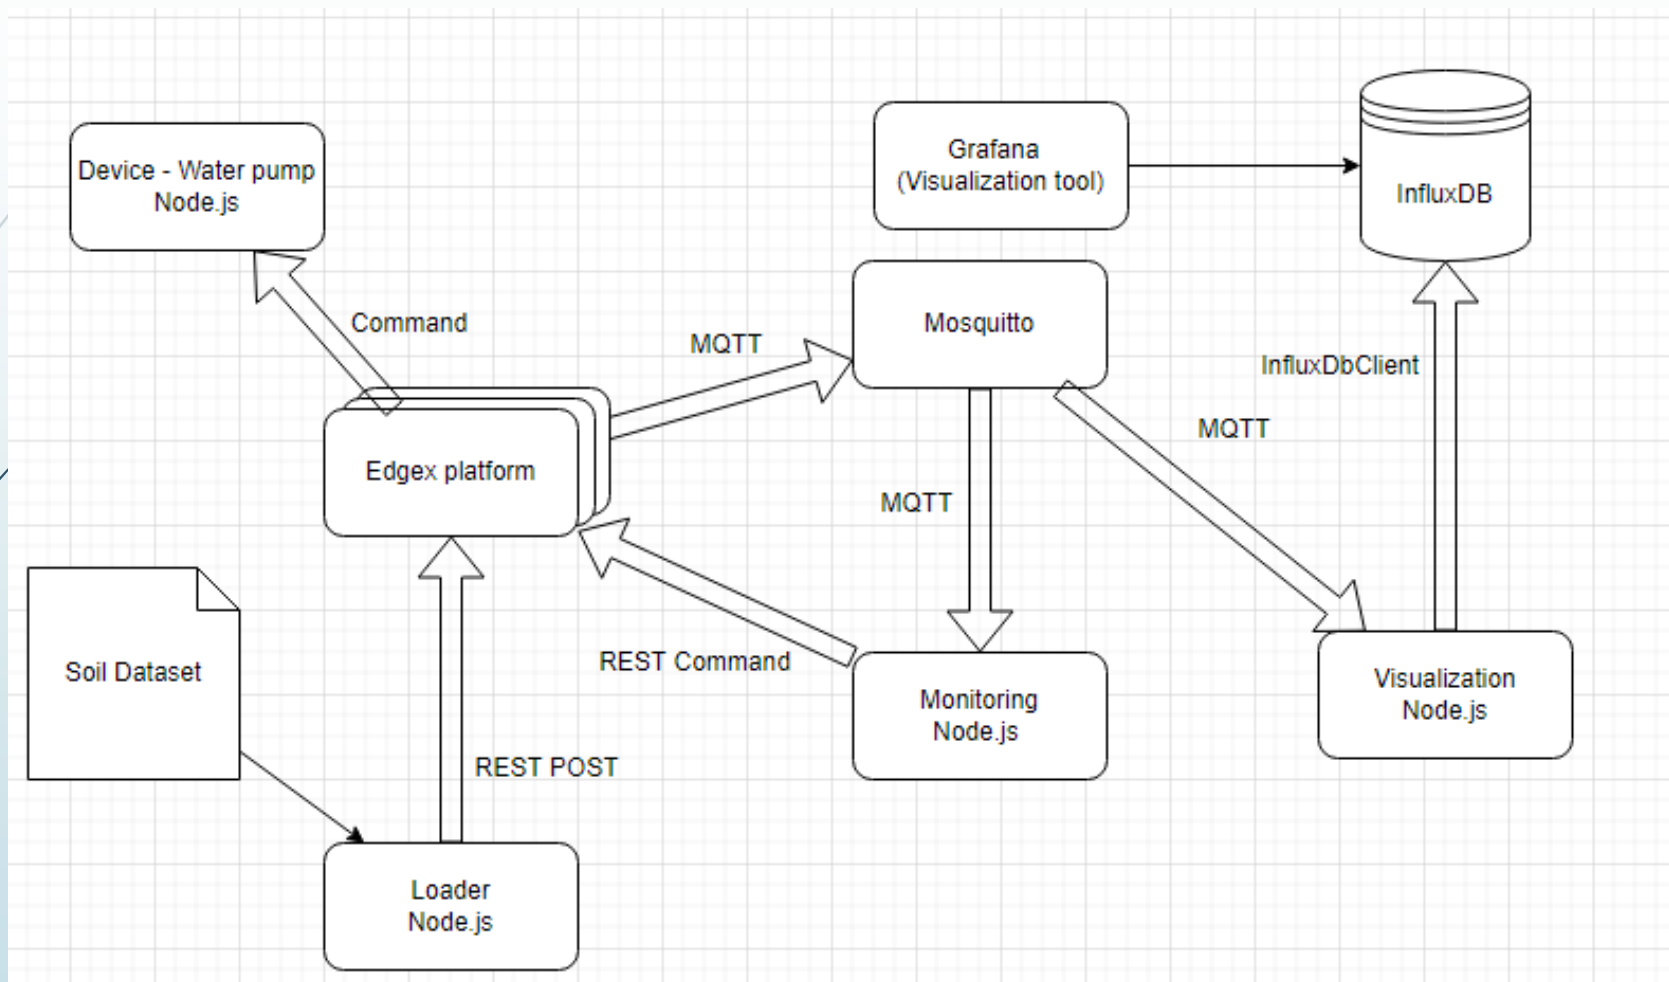 Device - Water pump
Node.js
Grafana
(Visualization tool)
InfluxDB
Command
MQTT
Mosquitto
InfluxDbClient
MQTT
Edgex platform
MQTT
Soil Dataset
REST Command
Monitoring
Node.js
Visualization
Node.js
REST POST
Loader
Node.js